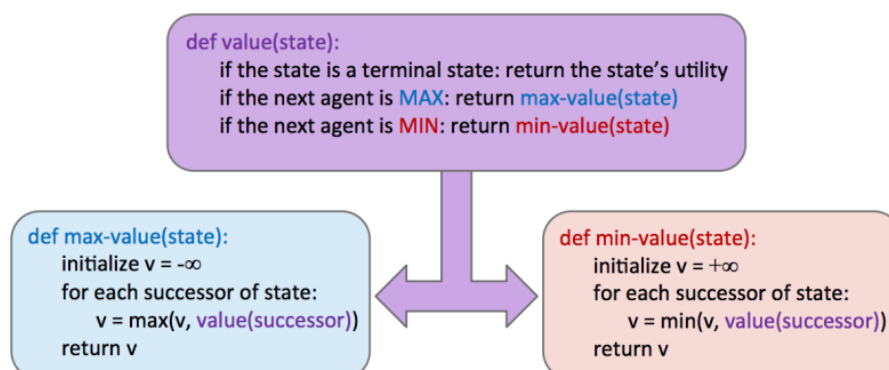 def value(state):
if the state is a terminal state: return the state’s utility
if the next agent is MAX: return max-value(state)
if the next agent is MIN: return min-value(state)
def max-value(state):
initialize v = -∞
for each successor of state:
v = max(v, value(successor))
return v
def min-value(state):
initialize v = +∞
for each successor of state:
v = min(v, value(successor))
return v